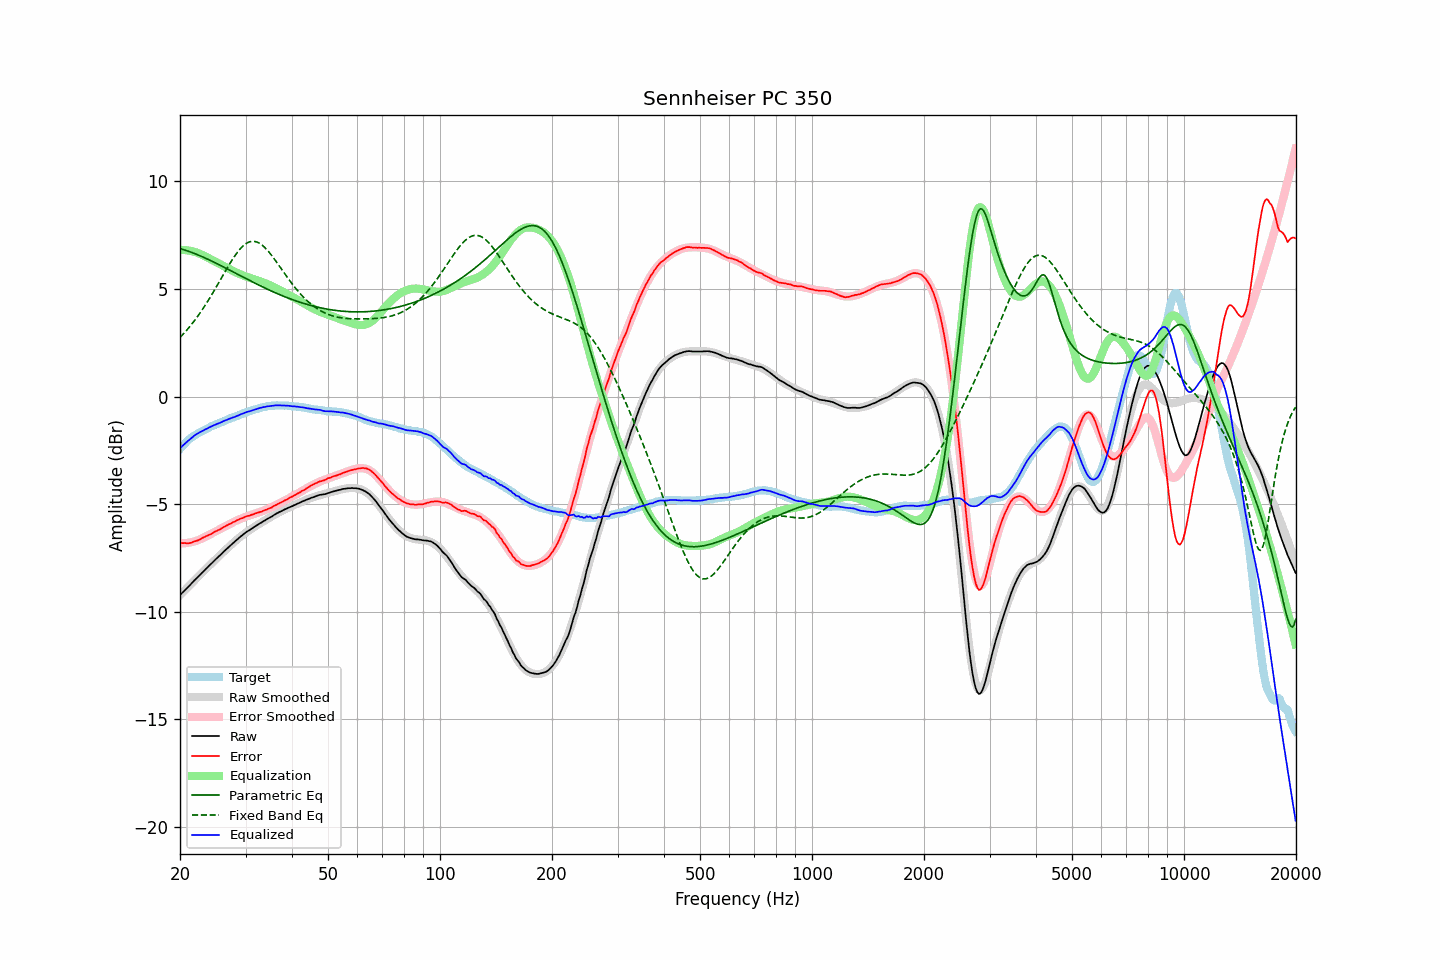 Sennheiser PC 350
Amplitude (dBr)
10
5
0
−5
−10
−15
−20
Target
Raw Smoothed
Error Smoothed
Raw
Error
Equalization
Parametric Eq
Fixed Band Eq
Equalized
20 50 100 200 500 1000 2000 5000 10000 20000
Frequency (Hz)